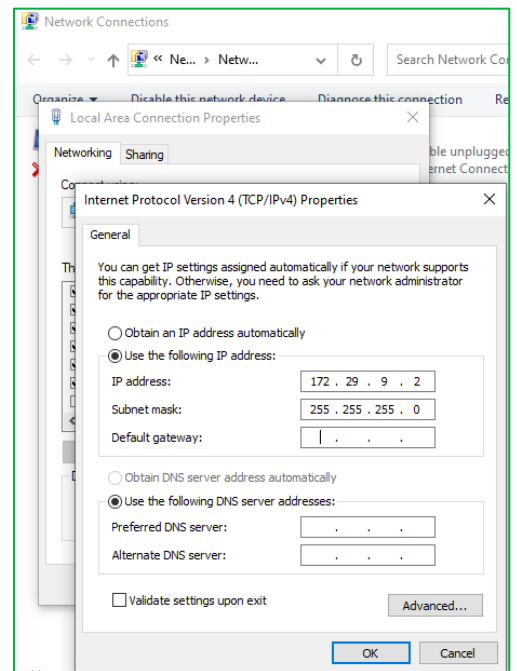 Network Connections
« Ne... › Netw...
Search Network Co
Organize
Disable this network device
Diagnose this connection
Re
Local Area Connection Properties
Networking
Sharing
ble unplugge
ernet Connect
Internet Protocol Version 4 (TCP/IPv4) Properties
General
You can get IP settings assigned automatically if your network supports
this capability. Otherwise, you need to ask your network administrator
for the appropriate IP settings.
Th
Obtain an IP address automatically
Use the following IP address:
IP address:
172 . 29 . 9 . 2
Subnet mask:
255 . 255 . 255 . 0
Default gateway:
. . .
Obtain DNS server address automatically
Use the following DNS server addresses:
Preferred DNS server:
. . .
Alternate DNS server:
. . .
Validate settings upon exit
Advanced...
OK
Cancel